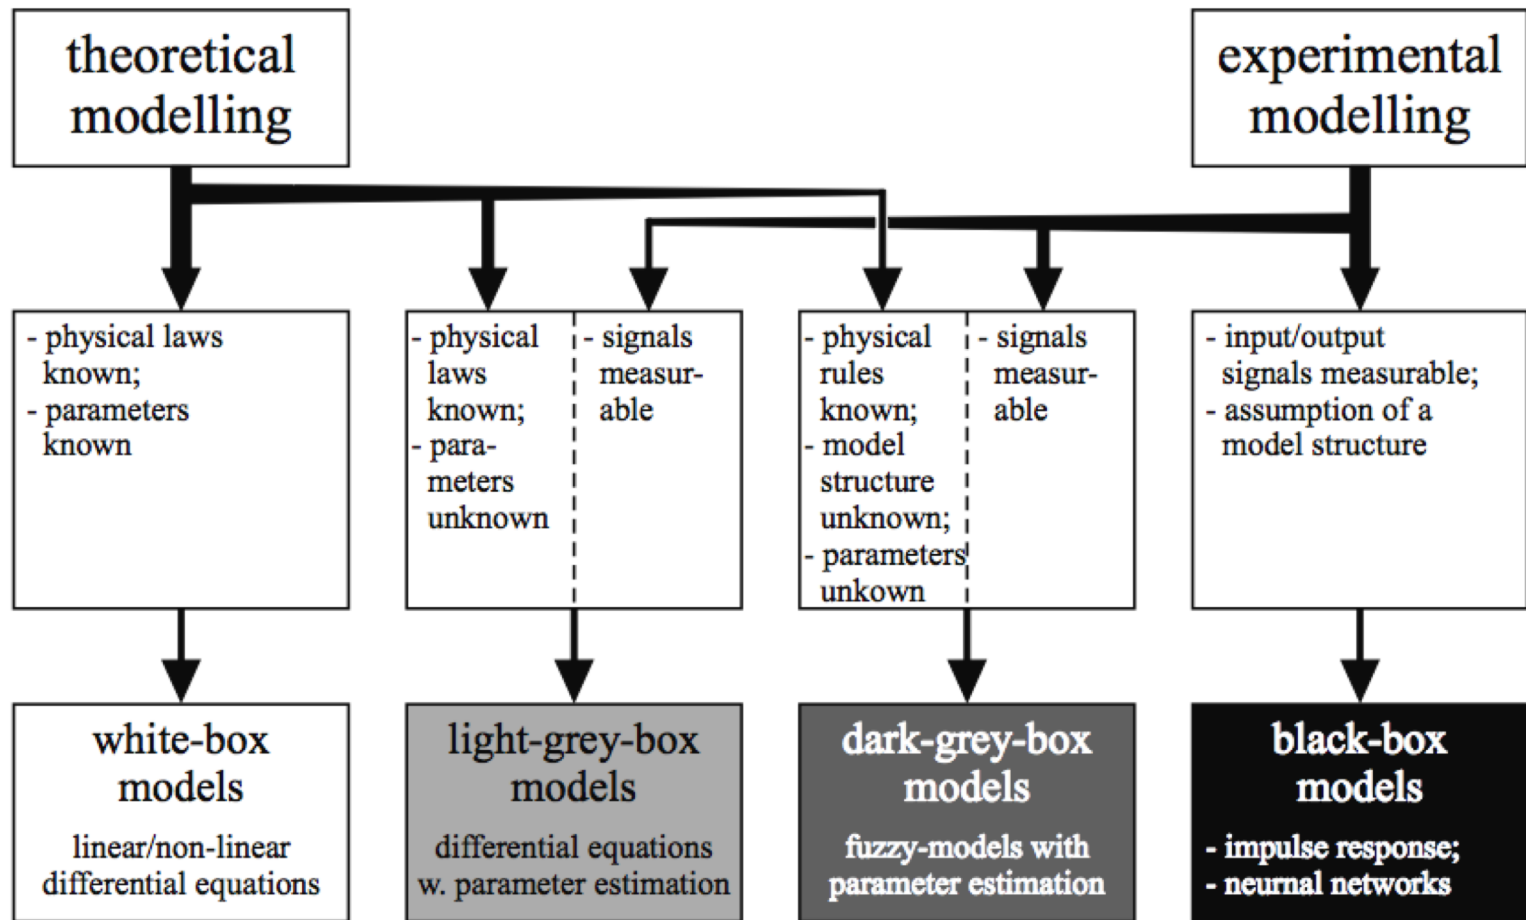 theoretical
modelling
experimental
modelling
- physical laws
known;
- parameters
known
- physical
laws
known;
- para-
meters
unknown
- signals
measur-
able
- physical
rules
known;
- model
structure
unknown;
- parameters
unkown
- signals
measur-
able
- input/output
signals measurable;
- assumption of a
model structure
white-box
models
linear/non-linear
differential equations
light-grey-box
models
differential equations
w. parameter estimation
dark-grey-box
models
fuzzy-models with
parameter estimation
black-box
models
- impulse response;
- neurnal networks